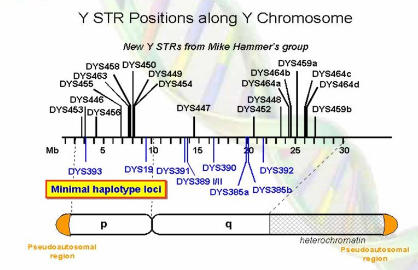 Y STR Positions along Y Chromosome
New Y STRs from Mike Hammer's group
DYS450
DYS459a
DYS458
DYS463
DYS449
DYS464b
DYS464c
DYS455
DYS454
DYS464a
DYS464d
DYS446
DYS448
DYS453
DYS456
DYS447
DYS452
DYS459b
Mb
5
10
15
20
25
30
DYS393
DYS19
DYS391
DYS390
DYS392
DYS389 I/II
Minimal haplotype loci
DYS385a
DYS385b
p
q
heterochromatin
Pseudoautosomal
region
Pseudoautosomal
region